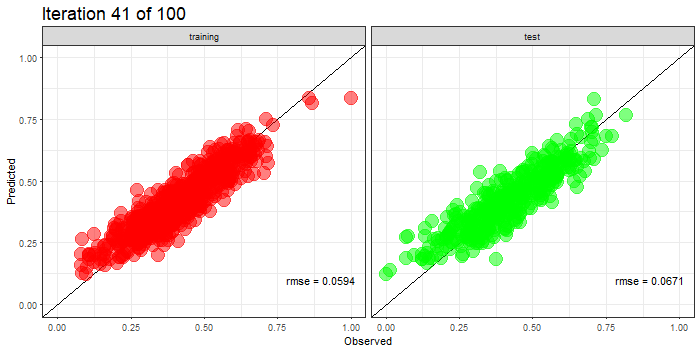 Iteration 41 of 100
training
test
1.00
0.75
0.50
0.25
0.00
Predicted
rmse = 0.0594
rmse = 0.0671
0.00 0.25 0.50 0.75 1.00
0.00 0.25 0.50 0.75 1.00
Observed